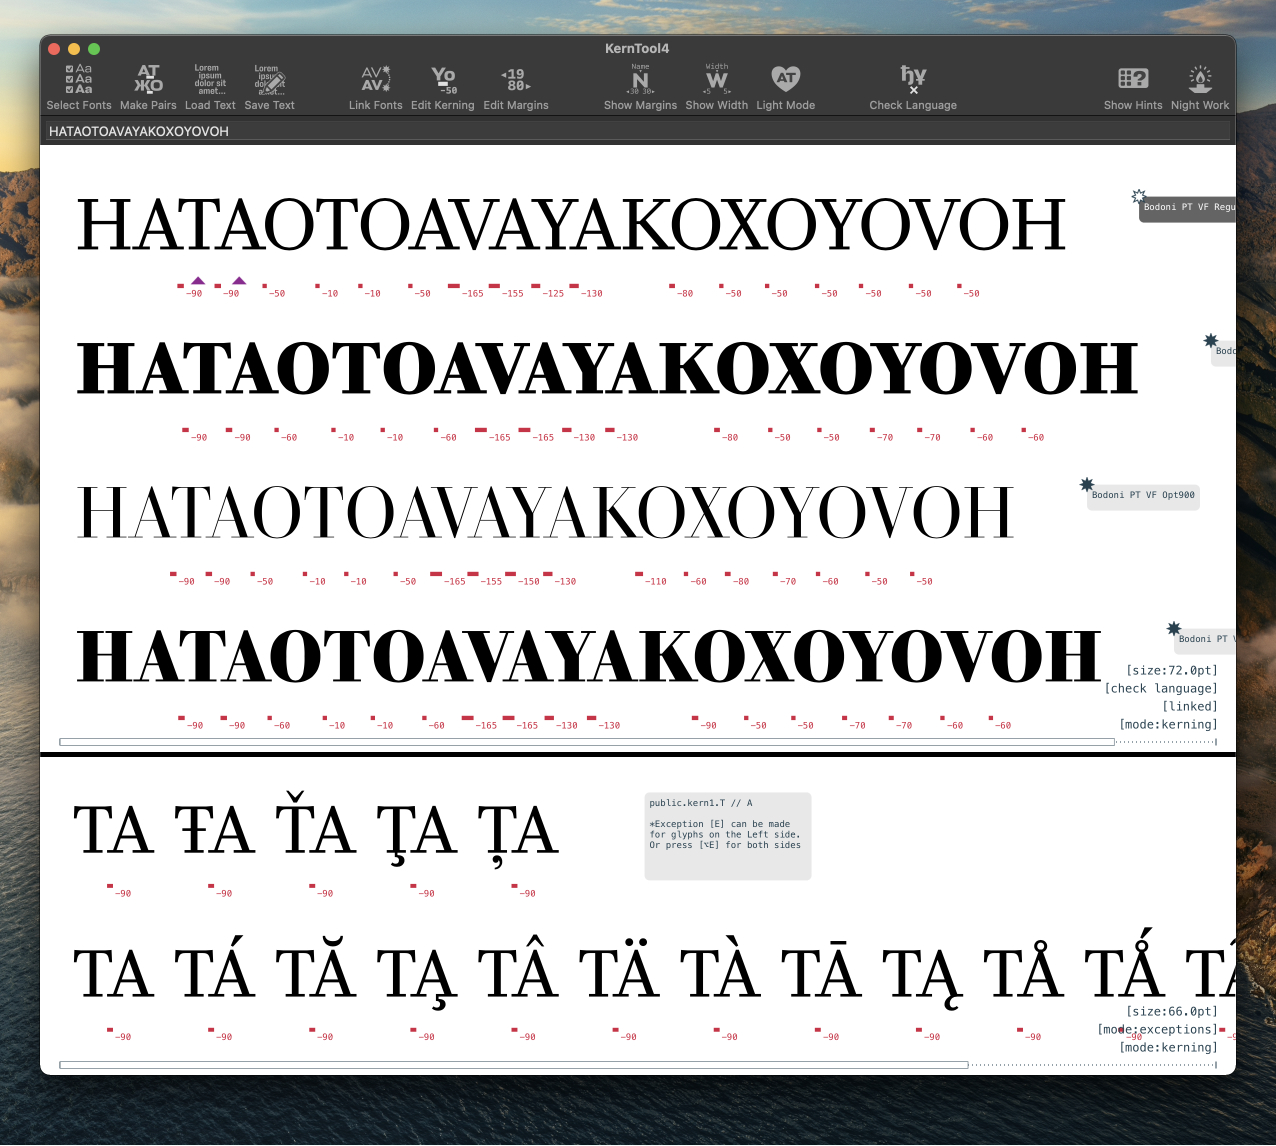 KernTool4
Aa Aa Aa
AT ЖО
Lorem ipsum dolor sit amet...
AV AV
Yo -50
◂19 80▸
Name N ◂30 30▸
Width W ◂5 5▸
AT
ђ¥ ×
Select Fonts Make Pairs Load Text Save Text Link Fonts Edit Kerning Edit Margins Show Margins Show Width Light Mode Check Language Show Hints Night Work
HATAOTOAVAYAKOXOYOVOH
HATAOTOAVAYAKOXOYOVOH
Bodoni PT VF Regu
-90 -90 -50 -10 -10 -50 -165 -155 -125 -130 -80 -50 -50 -50 -50 -50 -50
HATAOTOAVAYAKOXOYOVOH
Bodo
-90 -90 -60 -10 -10 -60 -165 -165 -130 -130 -80 -50 -50 -70 -70 -60 -60
HATAOTOAVAYAKOXOYOVOH
Bodoni PT VF Opt900
-90 -90 -50 -10 -10 -50 -165 -155 -150 -130 -110 -60 -80 -70 -60 -50 -50
HATAOTOAVAYAKOXOYOVOH
Bodoni PT V
[size:72.0pt]
[check language]
[linked]
[mode:kerning]
-90 -90 -60 -10 -10 -60 -165 -165 -130 -130 -90 -50 -50 -70 -70 -60 -60
TA ŦA ŤA ŢA ȚA
public.kern1.T // A
*Exception [E] can be made
for glyphs on the Left side.
Or press [⌥E] for both sides
-90 -90 -90 -90 -90
TA TÁ TĂ TĄ̧ TÂ TÄ TÀ TĀ TĄ TÅ TǺ
[size:66.0pt]
[mode:exceptions]
-90 -90 -90 -90 -90 -90 -90 -90 -90 -90 -90
[mode:kerning]